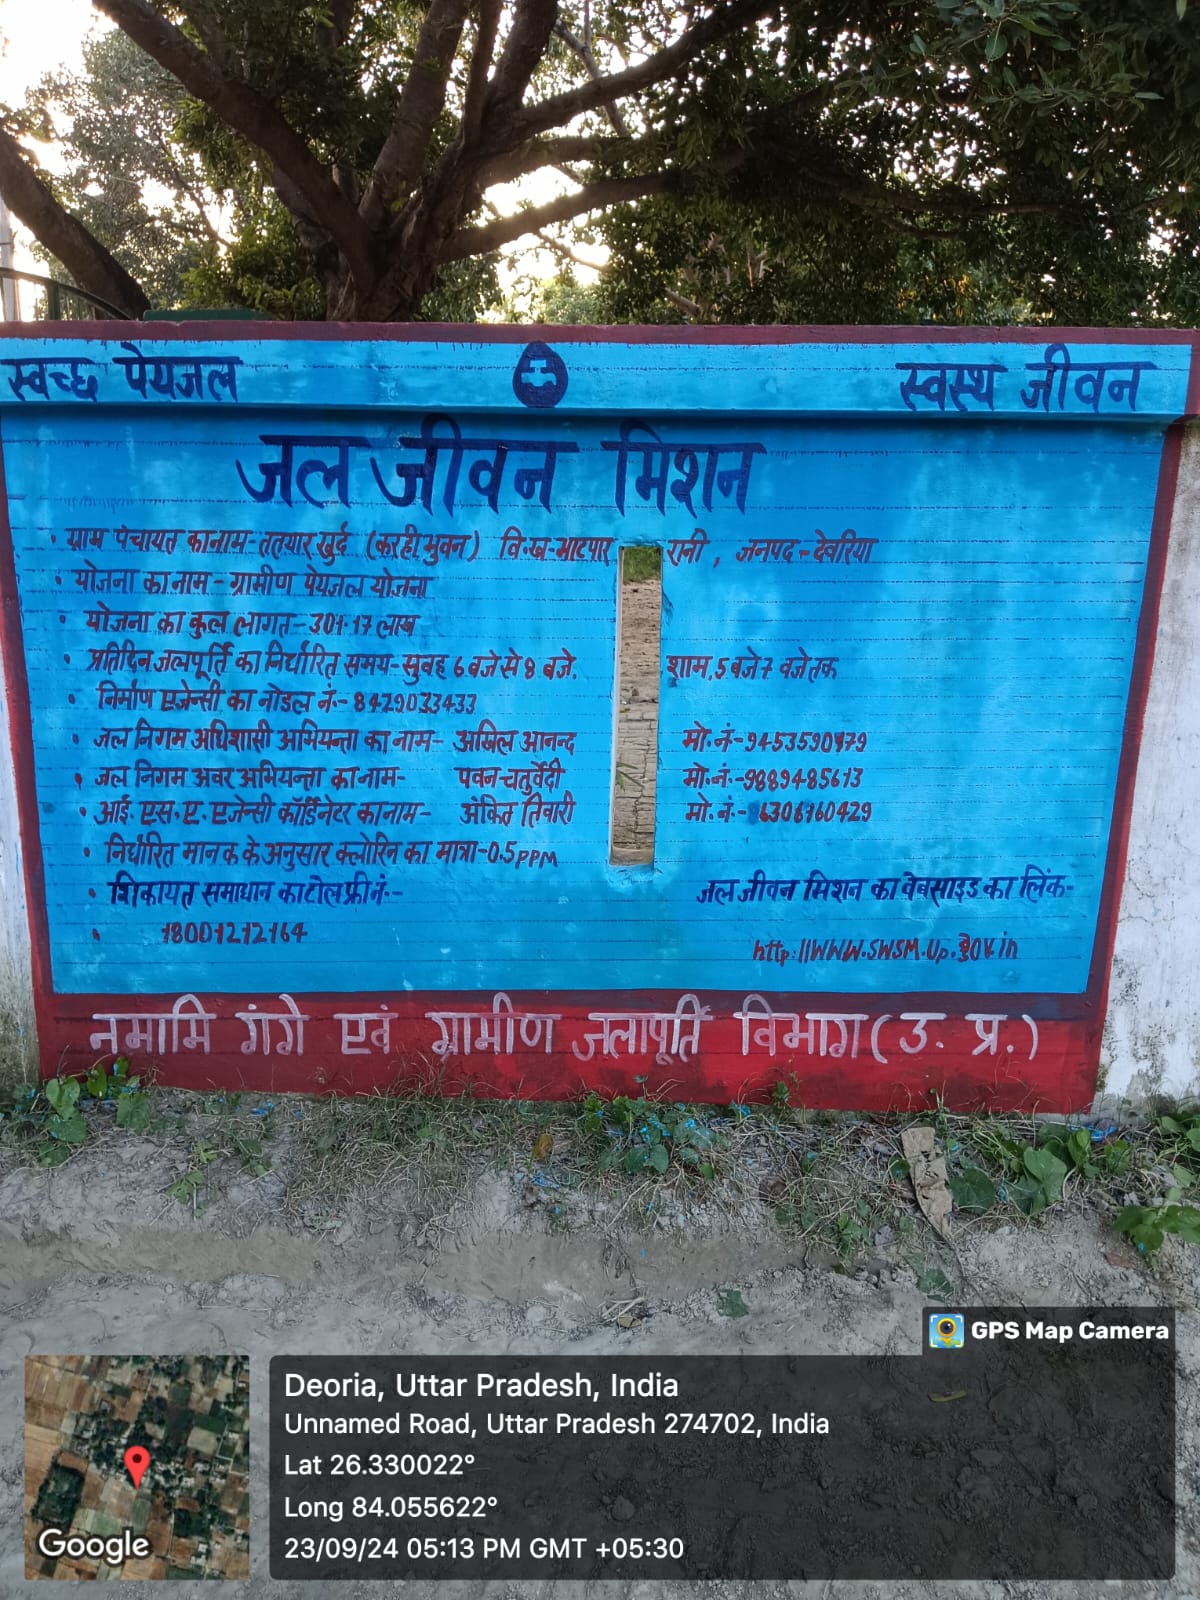 स्वच्छ पेयजल स्वस्थ जीवन
जल जीवन मिशन
• ग्राम पंचायत का नाम - ततयार खुर्द (करही भुवन) वि.ख - भाटपार रानी, जनपद - देवरिया
• योजना का नाम - ग्रामीण पेयजल योजना
• योजना का कुल लागत - 301.17 लाख
• प्रतिदिन जलपूर्ति का निर्धारित समय - सुबह 6 बजे से 8 बजे. शाम, 5 बजे 7 बजे तक
• निर्माण एजेन्सी का नोडल नं.- 8429033433
• जल निगम अधिशासी अभियन्ता का नाम - अखिल आनन्द मो.नं.-9453590979
• जल निगम अवर अभियन्ता का नाम- पवन-चतुर्वेदी मो.नं.-9889485613
• आई.एस.ए. एजेन्सी कॉर्डिनेटर का नाम - अंकित तिवारी मो.नं.- 6306160429
• निर्धारित मानक के अनुसार क्लोरिन का मात्रा-0.5PPM
• शिकायत समाधान का टोल फ्री नं.-- जल जीवन मिशन का वेबसाइड का लिंक-
• 18001212164 http://WWW.SWSM.Up.gov.in
नमामि गंगे एवं ग्रामीण जलापूर्ति विभाग (उ. प्र.)
GPS Map Camera
Deoria, Uttar Pradesh, India
Unnamed Road, Uttar Pradesh 274702, India
Lat 26.330022°
Long 84.055622°
23/09/24 05:13 PM GMT +05:30
Google